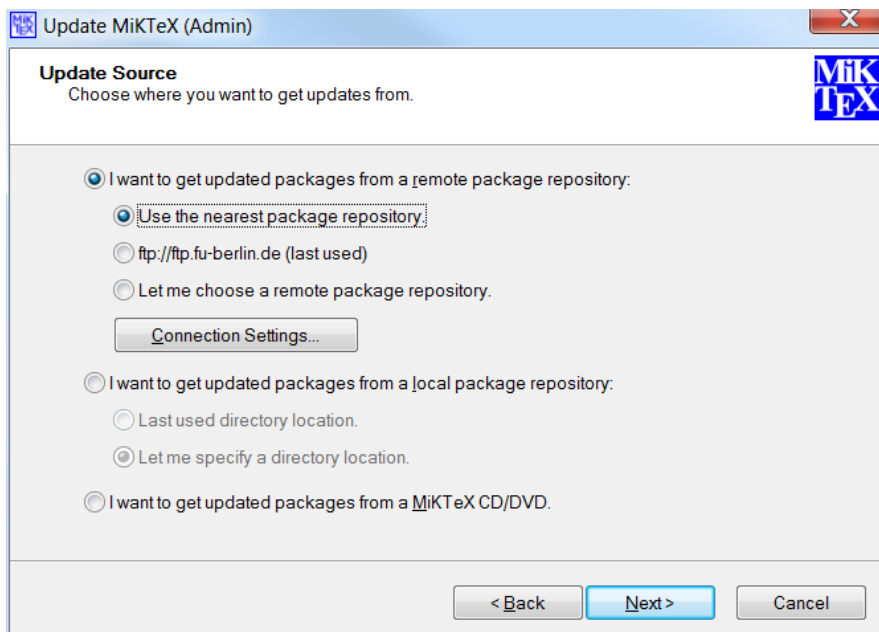 MiK
TEX
Update MiKTeX (Admin)
X
Update Source
Choose where you want to get updates from.
MiK
TEX
I want to get updated packages from a remote package repository:
Use the nearest package repository.
ftp://ftp.fu-berlin.de (last used)
Let me choose a remote package repository.
Connection Settings...
I want to get updated packages from a local package repository:
Last used directory location.
Let me specify a directory location.
I want to get updated packages from a MiKTeX CD/DVD.
< Back
Next >
Cancel